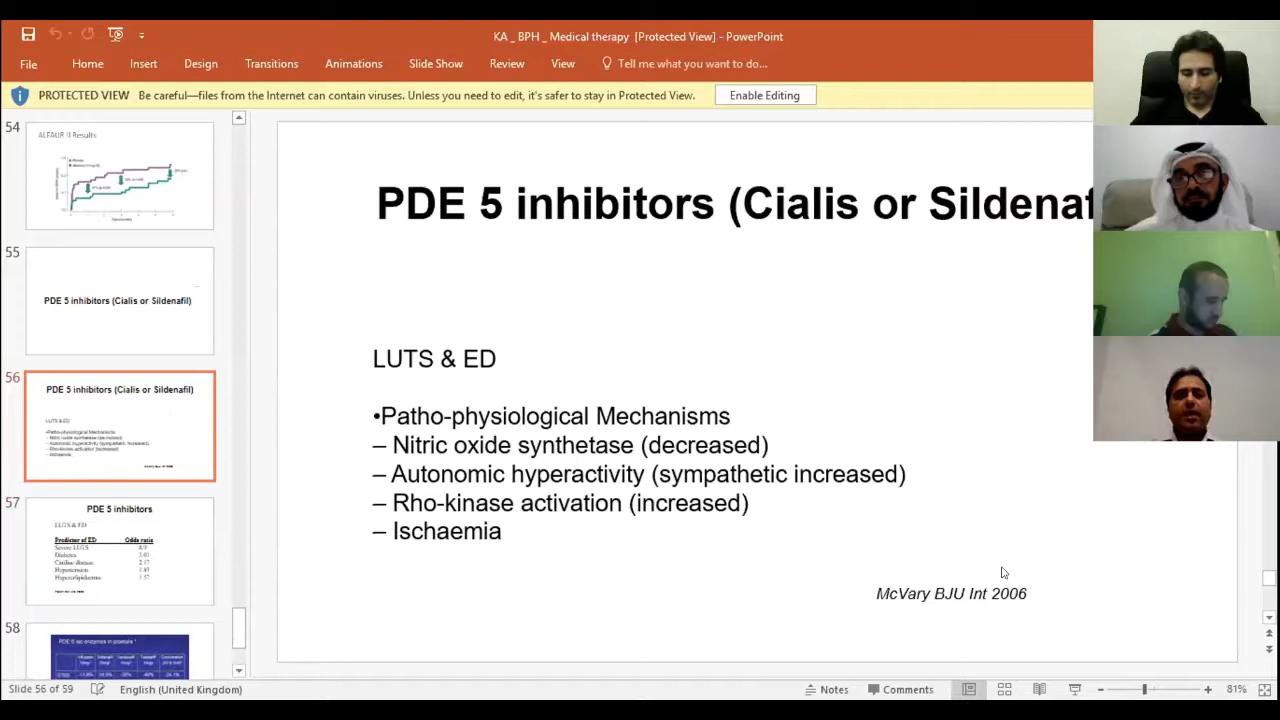 KA _ BPH _ Medical therapy [Protected View] - PowerPoint
File Home Insert Design Transitions Animations Slide Show Review View Tell me what you want to do...
PROTECTED VIEW Be careful—files from the Internet can contain viruses. Unless you need to edit, it's safer to stay in Protected View. Enable Editing
54
ALFAUR II Results
55
PDE 5 inhibitors (Cialis or Sildenafil)
56
PDE 5 inhibitors (Cialis or Sildenafil)
LUTS & ED
•Patho-physiological Mechanisms
– Nitric oxide synthetase (decreased)
– Autonomic hyperactivity (sympathetic increased)
– Rho-kinase activation (increased)
– Ischaemia
57
PDE 5 inhibitors
LUTS & ED
Predictor of ED Odds ratio
Severe LUTS
Diabetes
Cardiac disease
Hypertension
Hyperlipidaemia
58
PDE 5 iso enzymes in prostate
PDE 5 inhibitors (Cialis or Sildenaf
LUTS & ED
•Patho-physiological Mechanisms
– Nitric oxide synthetase (decreased)
– Autonomic hyperactivity (sympathetic increased)
– Rho-kinase activation (increased)
– Ischaemia
McVary BJU Int 2006
Slide 56 of 59 English (United Kingdom) Notes Comments 81%